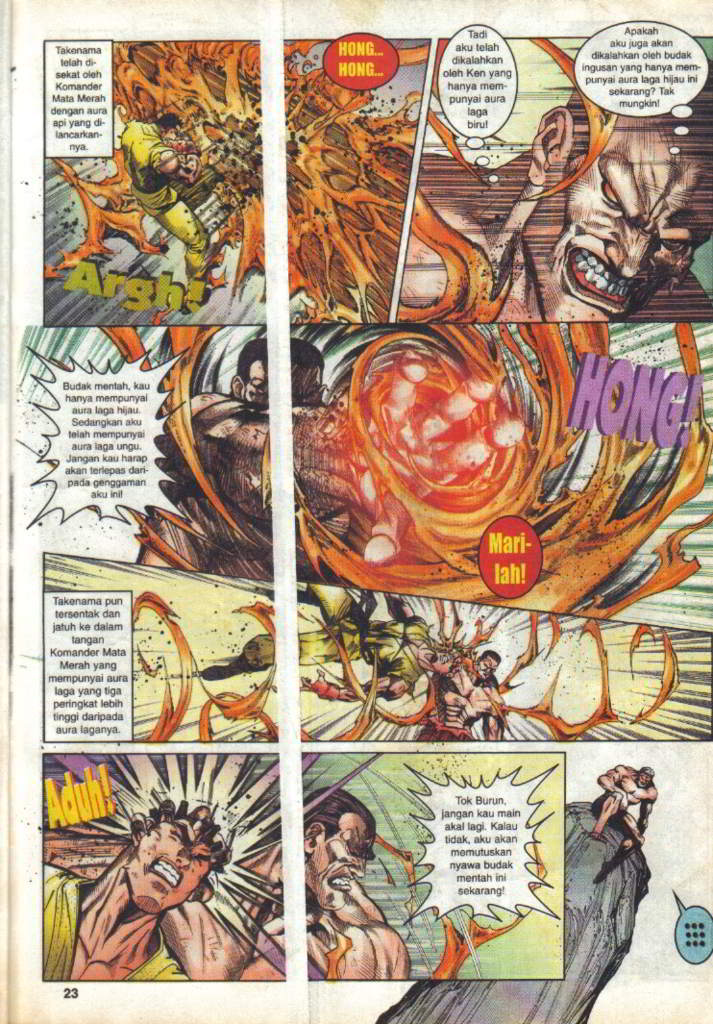 Takenama
telah di-
sekat oleh
Komander
Mata Merah
dengan aura
api yang di-
lancarkan-
nya.
Argh!
HONG...
HONG...
Tadi
aku telah
dikalahkan
oleh Ken yang
hanya mem-
punyai aura
laga
biru!
Apakah
aku juga akan
dikalahkan oleh budak
ingusan yang hanya mem-
punyai aura laga hijau ini
sekarang? Tak
mungkin!
Budak mentah, kau
hanya mempunyai
aura laga hijau.
Sedangkan aku
telah mempunyai
aura laga ungu.
Jangan kau harap
akan terlepas dari-
pada genggaman
aku ini!
HONG!
Mari-
lah!
Takenama pun
tersentak dan
jatuh ke dalam
tangan
Komander Mata
Merah yang
mempunyai aura
laga yang tiga
peringkat lebih
tinggi daripada
aura laganya.
Aduh!
Tok Burun,
jangan kau main
akal lagi. Kalau
tidak, aku akan
memutuskan
nyawa budak
mentah ini
sekarang!
23